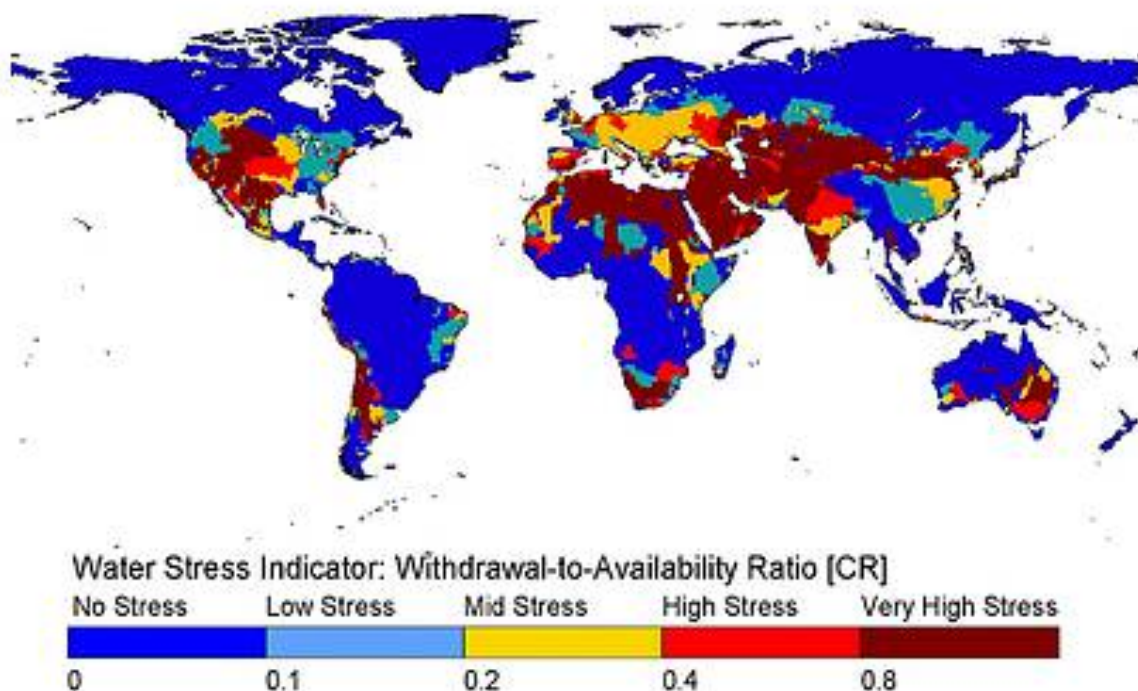 Water Stress Indicator: Withdrawal-to-Availability Ratio [CR]
No Stress Low Stress Mid Stress High Stress Very High Stress
0 0.1 0.2 0.4 0.8